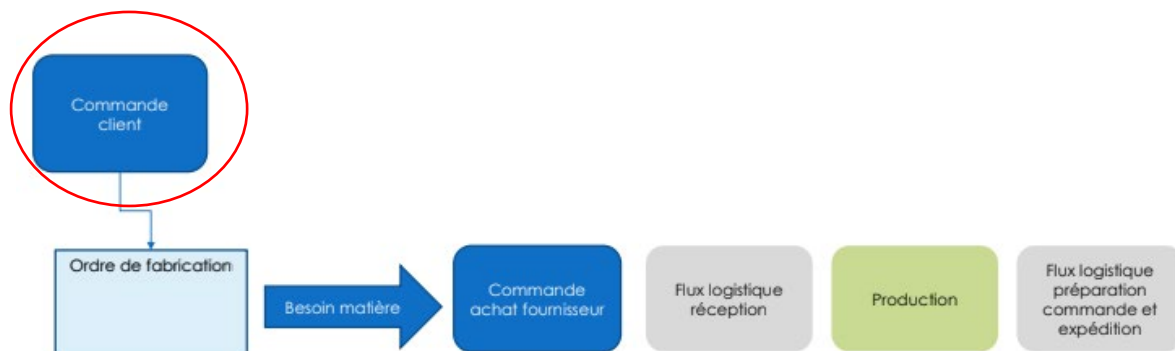 Commande
client
Ordre de fabrication
Besoin matière
Commande
achat fournisseur
Flux logistique
réception
Production
Flux logistique
préparation
commande et
expédition